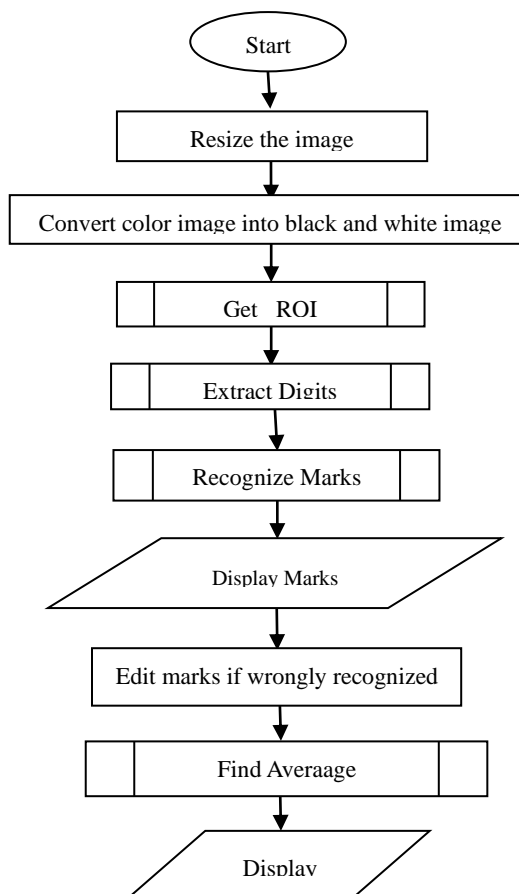 Start
Resize the image
Convert color image into black and white image
Get ROI
Extract Digits
Recognize Marks
Display Marks
Edit marks if wrongly recognized
Find Averaage
Display